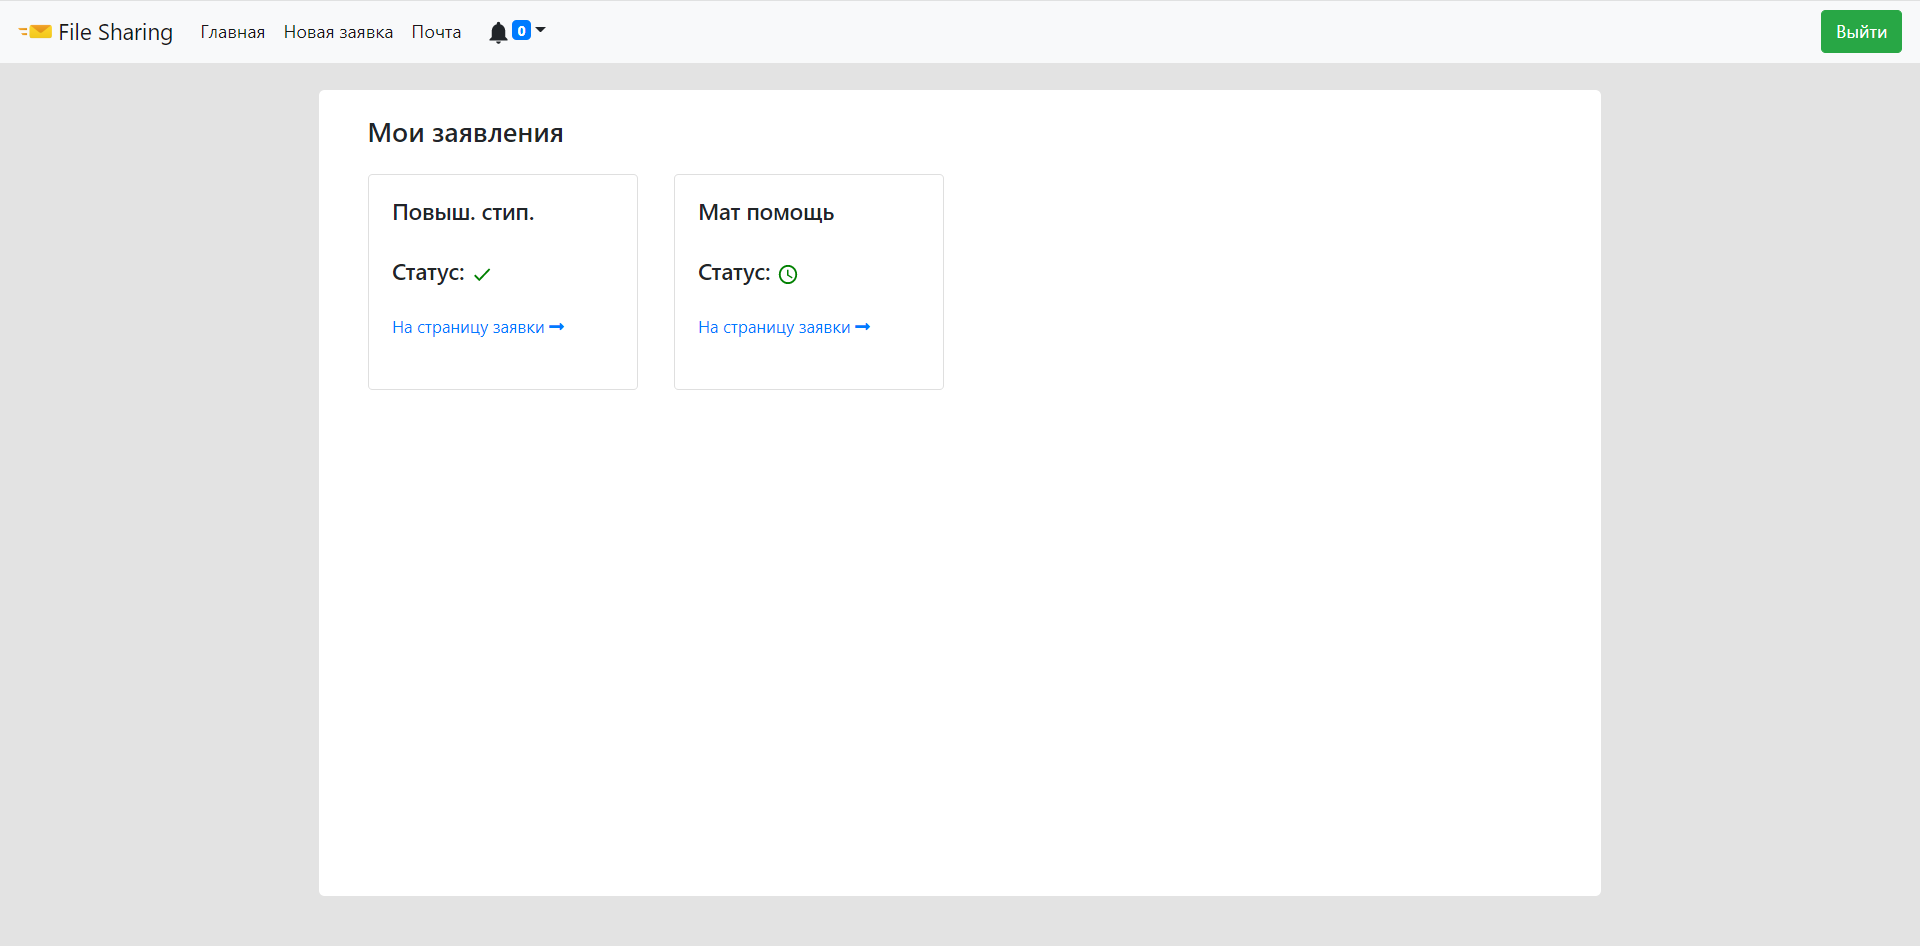 File Sharing Главная Новая заявка Почта 0 Выйти
Мои заявления
Повыш. стип.
Статус:
На страницу заявки
Мат помощь
Статус:
На страницу заявки